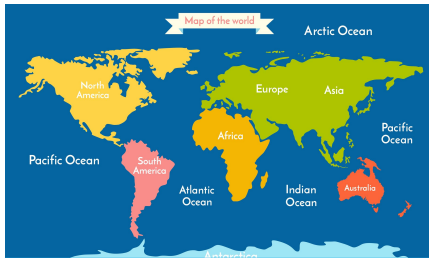 Map of the world
Arctic Ocean
North
America
Europe
Asia
Africa
Pacific
Ocean
Pacific Ocean
South
America
Atlantic
Ocean
Indian
Ocean
Australia
Antarctica